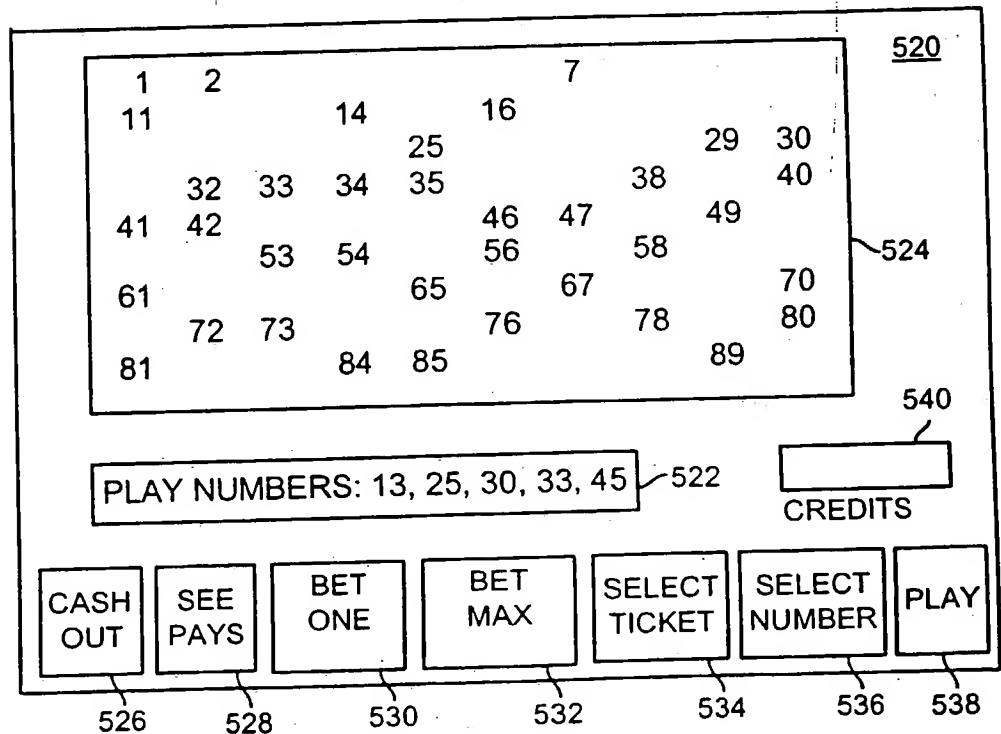 520
1 2 7
11 14 16
25 29 30
32 33 34 35 38 40
41 42 46 47 49
53 54 56 58
524
61 65 67 70
72 73 76 78 80
81 84 85 89
540
PLAY NUMBERS: 13, 25, 30, 33, 45
522
CREDITS
CASH OUT
SEE PAYS
BET ONE
BET MAX
SELECT TICKET
SELECT NUMBER
PLAY
526 528 530 532 534 536 538